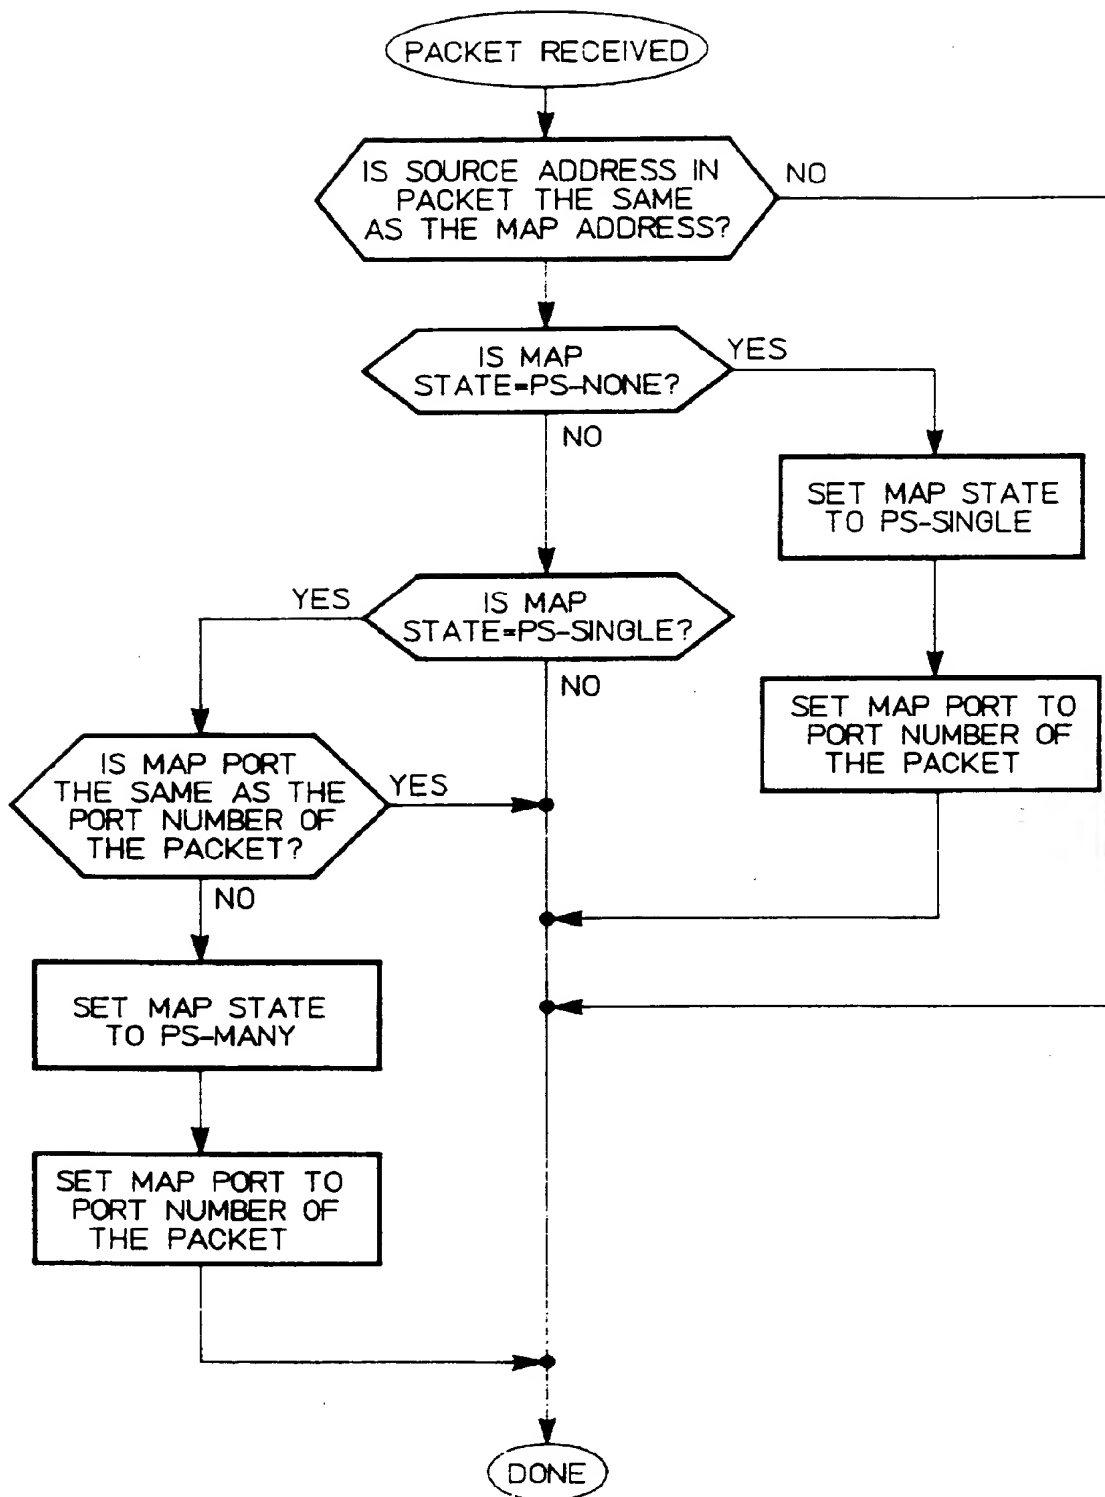 PACKET RECEIVED
IS SOURCE ADDRESS IN
PACKET THE SAME
AS THE MAP ADDRESS?
NO
IS MAP
STATE=PS-NONE?
YES
NO
SET MAP STATE
TO PS-SINGLE
IS MAP
STATE=PS-SINGLE?
YES
NO
SET MAP PORT TO
PORT NUMBER OF
THE PACKET
IS MAP PORT
THE SAME AS THE
PORT NUMBER OF
THE PACKET?
YES
NO
SET MAP STATE
TO PS-MANY
SET MAP PORT TO
PORT NUMBER OF
THE PACKET
DONE